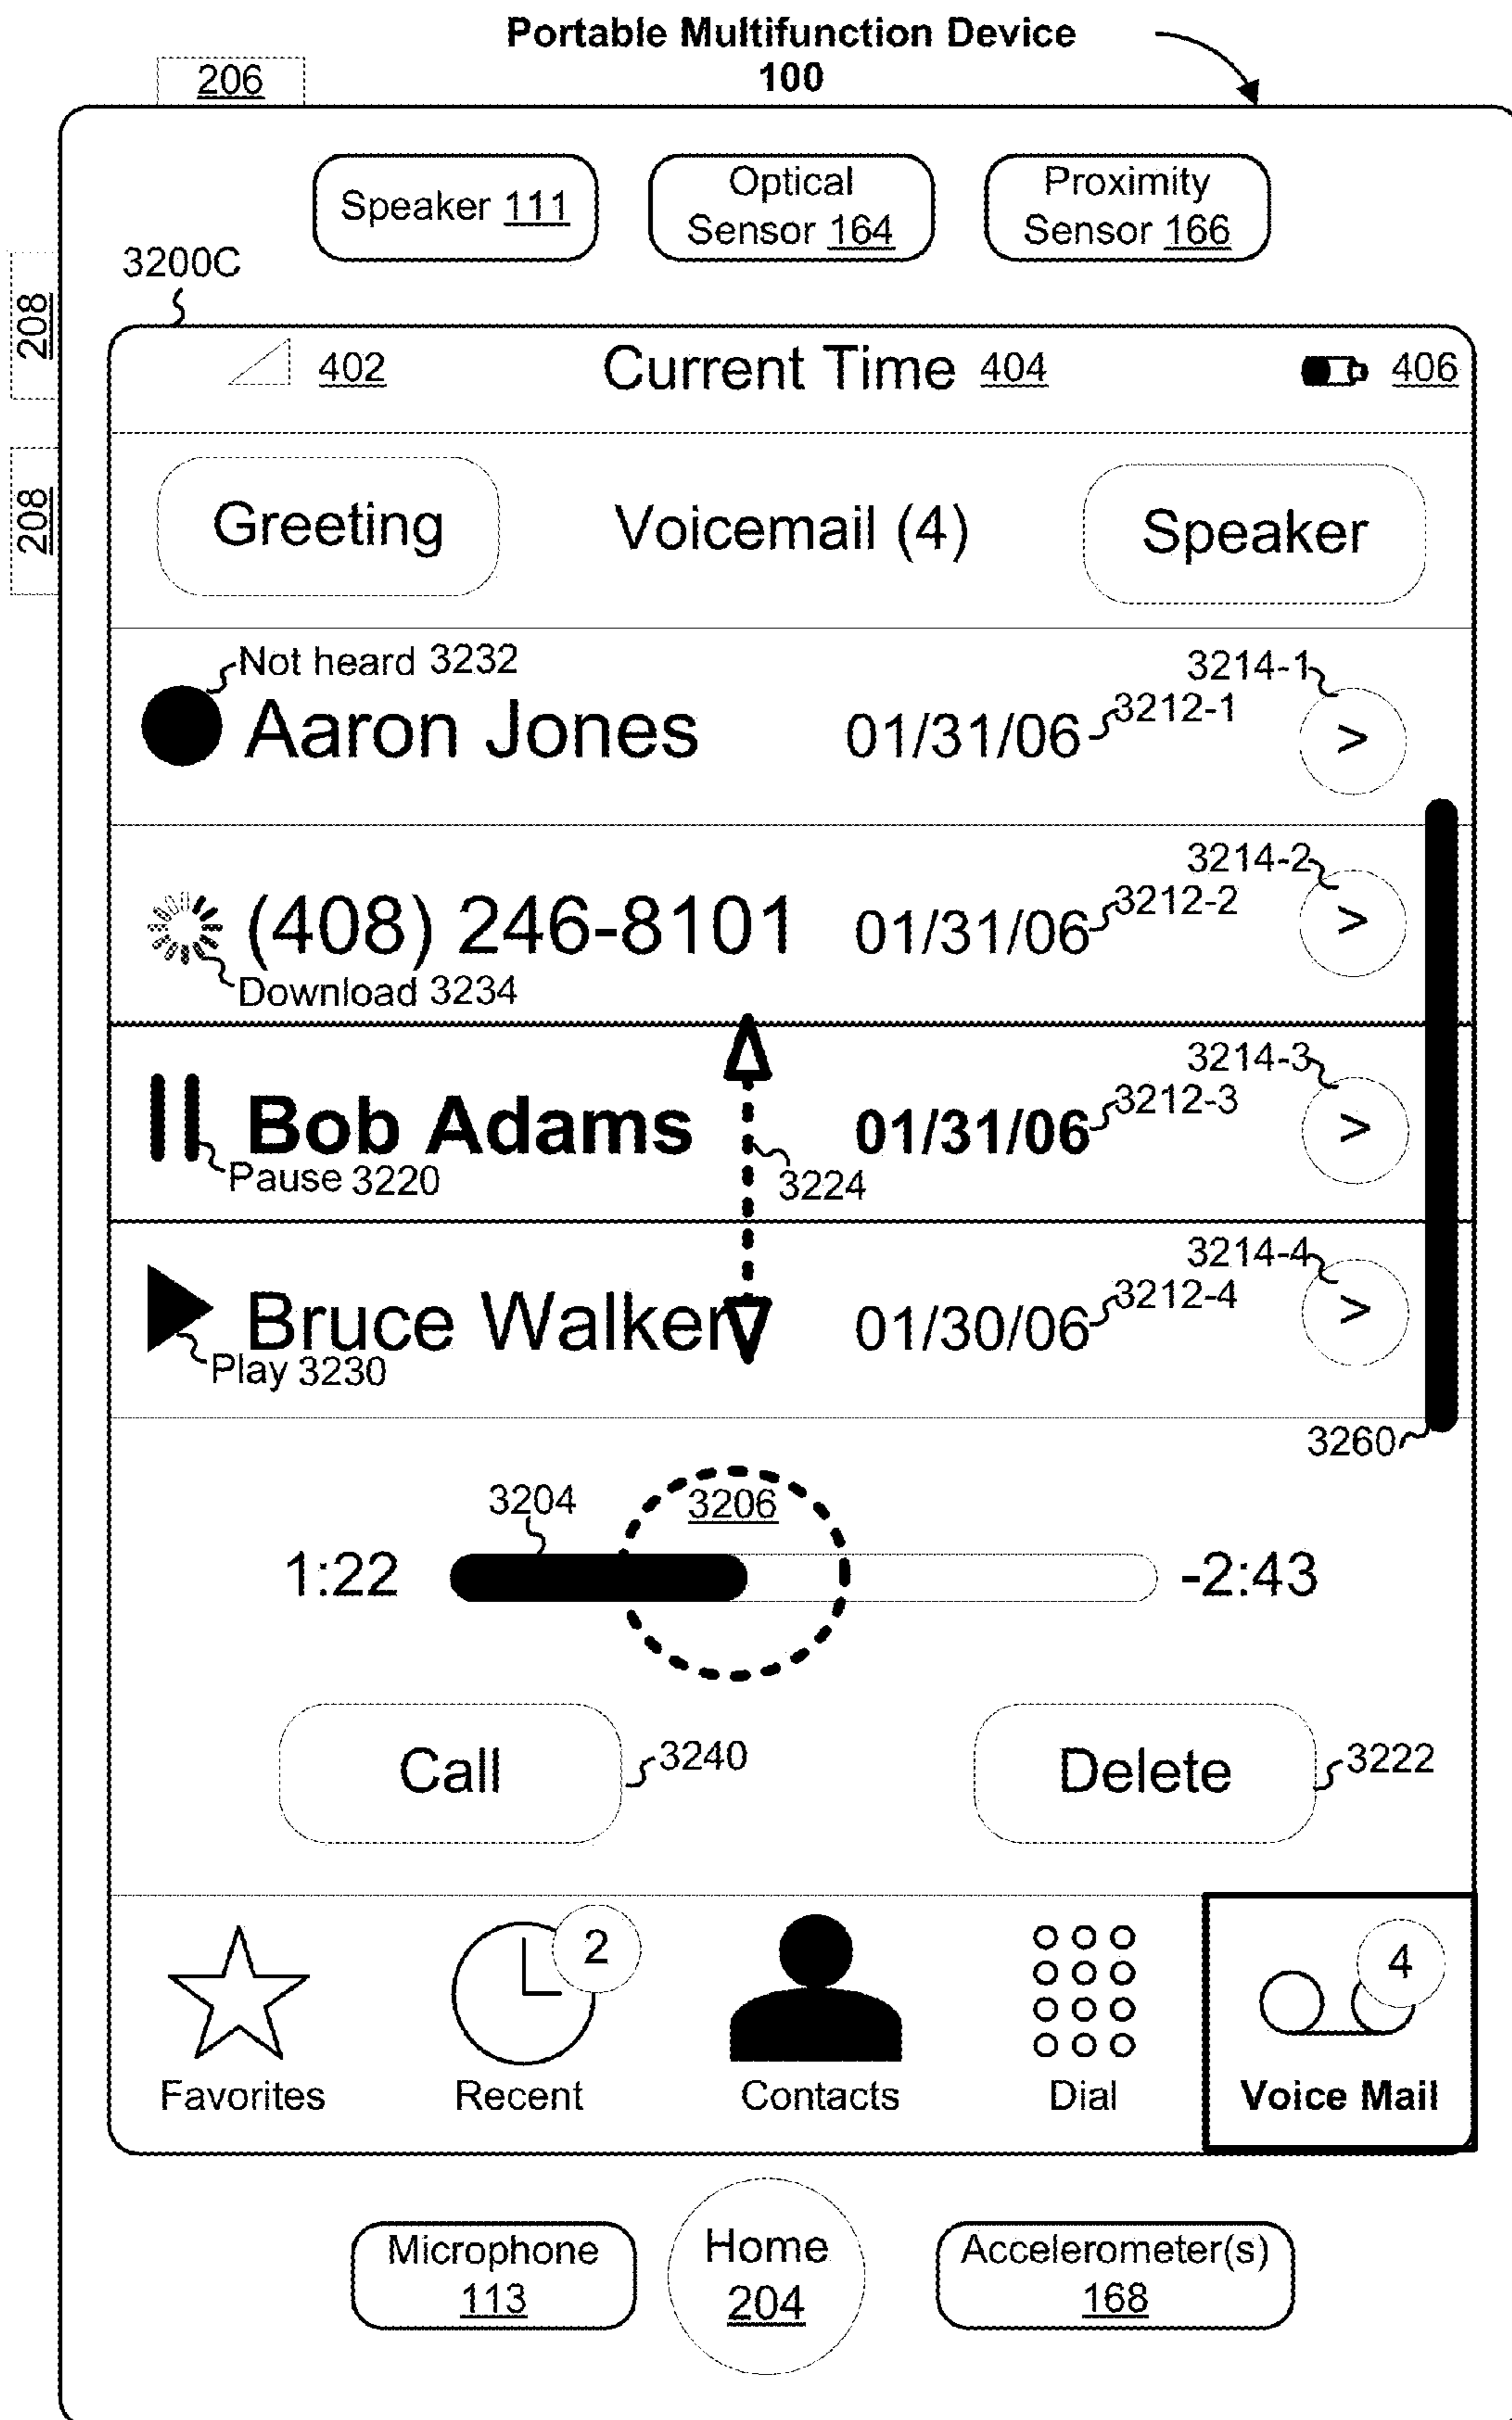 Portable Multifunction Device
100
206
Speaker 111
Optical
Sensor 164
Proximity
Sensor 166
3200C
208
208
402
Current Time 404
406
Greeting
Voicemail (4)
Speaker
Not heard 3232
3214-1
Aaron Jones
01/31/06
3212-1
>
3214-2
(408) 246-8101
01/31/06
3212-2
>
Download 3234
3214-3
Bob Adams
01/31/06
3212-3
>
Pause 3220
3224
3214-4
Bruce Walker
01/30/06
3212-4
>
Play 3230
3260
3204
3206
1:22
-2:43
Call
3240
Delete
3222
2
4
Favorites
Recent
Contacts
Dial
Voice Mail
Microphone
113
Home
204
Accelerometer(s)
168